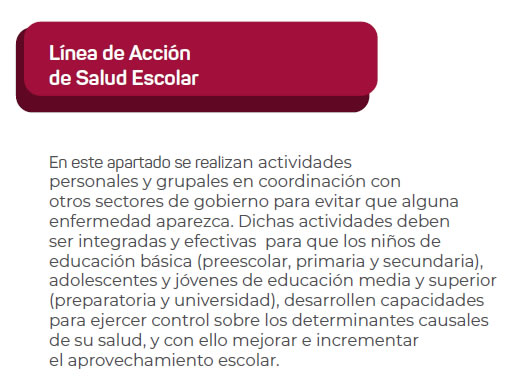 Línea de Acción
de Salud Escolar
En este apartado se realizan actividades
personales y grupales en coordinación con
otros sectores de gobierno para evitar que alguna
enfermedad aparezca. Dichas actividades deben
ser integradas y efectivas  para que los niños de
educación básica (preescolar, primaria y secundaria),
adolescentes y jóvenes de educación media y superior
(preparatoria y universidad), desarrollen capacidades
para ejercer control sobre los determinantes causales
de su salud, y con ello mejorar e incrementar
el aprovechamiento escolar.